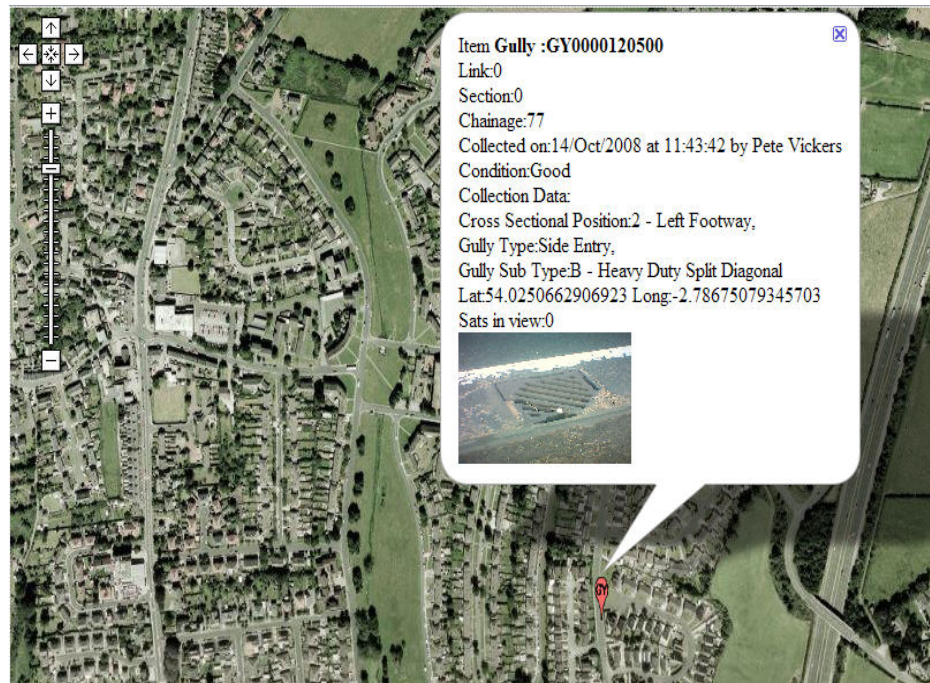 Item Gully :GY0000120500
Link:0
Section:0
Chainage:77
Collected on:14/Oct/2008 at 11:43:42 by Pete Vickers
Condition:Good
Collection Data:
Cross Sectional Position:2 - Left Footway,
Gully Type:Side Entry,
Gully Sub Type:B - Heavy Duty Split Diagonal
Lat:54.0250662906923 Long:-2.78675079345703
Sats in view:0
GY